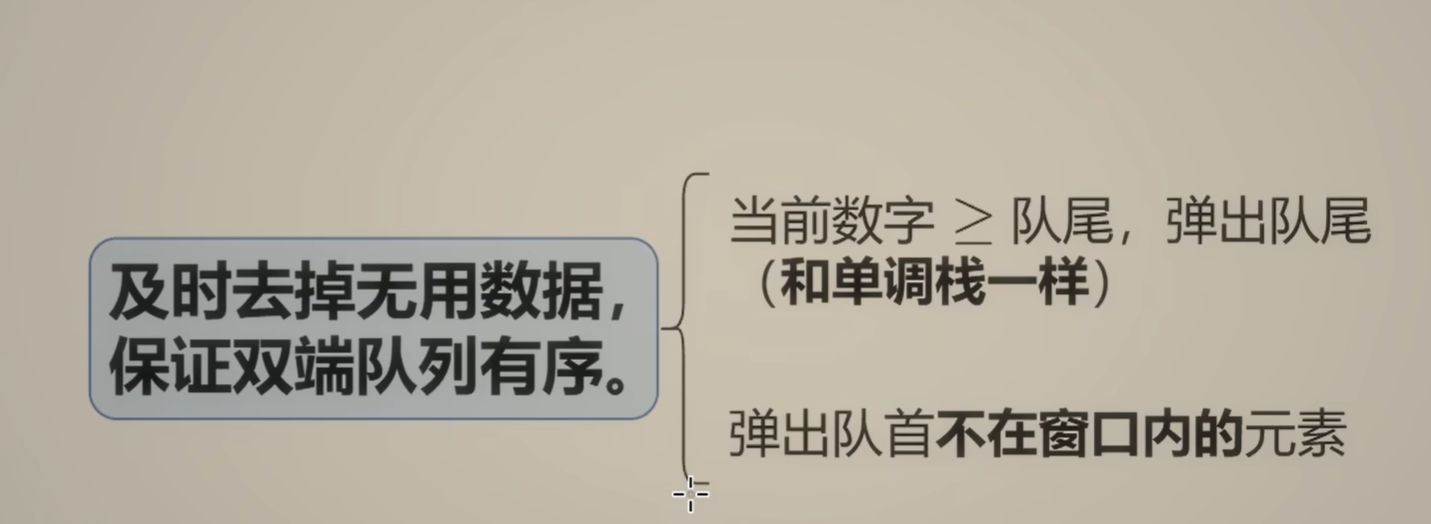 及时去掉无用数据，
保证双端队列有序。
当前数字 ≥ 队尾，弹出队尾
（和单调栈一样）
弹出队首不在窗口内的元素